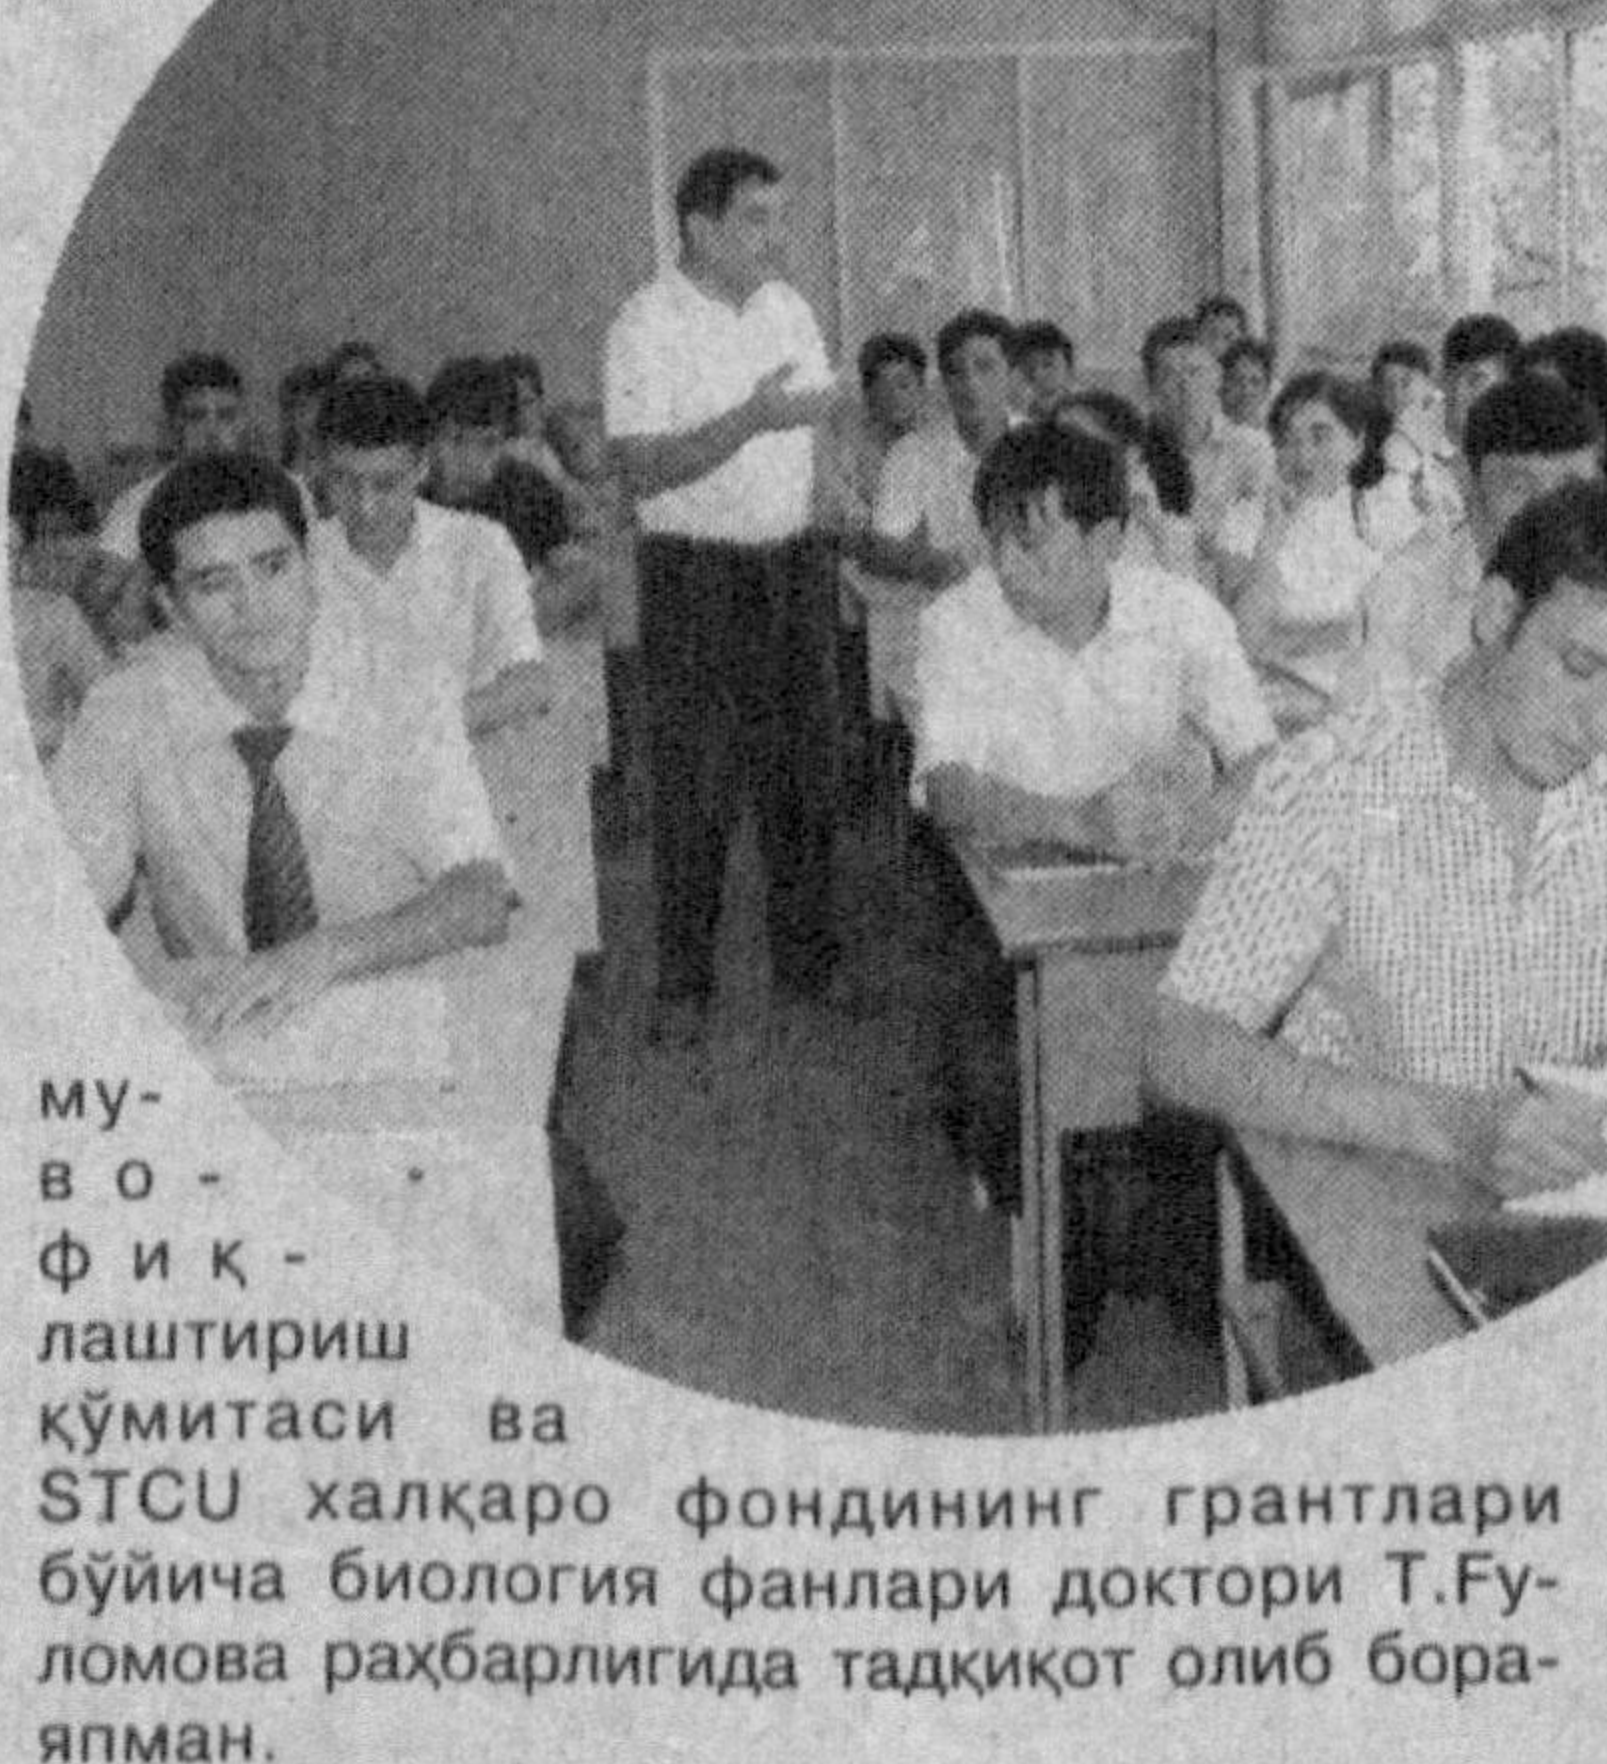 му-
во-
фиқ-
лаштириш
қўмитаси ва
STCU халқаро фондининг грантлари
бўйича биология фанлари доктори Т.Ғу-
ломова раҳбарлигида тадқиқот олиб бора-
япман.